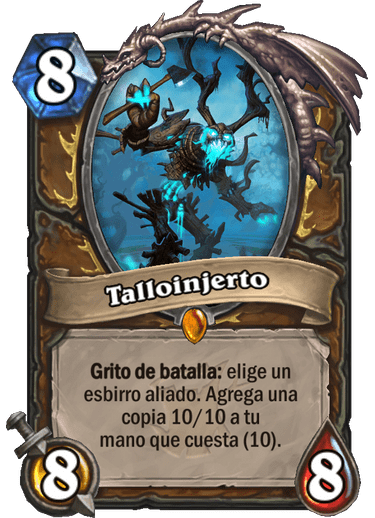 8
Talloinjerto
Grito de batalla: elige un
esbirro aliado. Agrega una
copia 10/10 a tu
mano que cuesta (10).
8
8